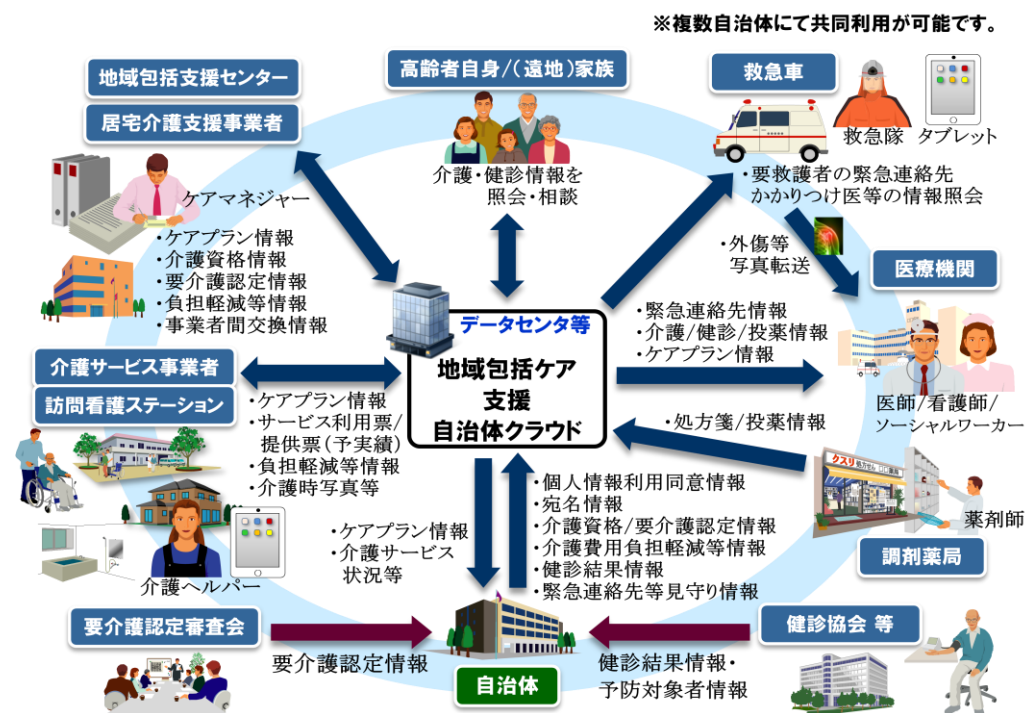 ※複数自治体にて共同利用が可能です。
地域包括支援センター
居宅介護支援事業者
ケアマネジャー
・ケアプラン情報
・介護資格情報
・要介護認定情報
・負担軽減等情報
・事業者間交換情報
高齢者自身/(遠地)家族
介護・健診情報を
照会・相談
救急車
救急隊
タブレット
・要救護者の緊急連絡先
かかりつけ医等の情報照会
・外傷等
写真転送
医療機関
・緊急連絡先情報
・介護/健診/投薬情報
・ケアプラン情報
医師/看護師/
ソーシャルワーカー
データセンタ等
地域包括ケア
支援
自治体クラウド
介護サービス事業者
訪問看護ステーション
・ケアプラン情報
・サービス利用票/
提供票(予実績)
・負担軽減等情報
・介護時写真等
介護ヘルパー
・処方箋/投薬情報
クスリ
処方せん
薬剤師
調剤薬局
・ケアプラン情報
・介護サービス
状況等
・個人情報利用同意情報
・宛名情報
・介護資格/要介護認定情報
・介護費用負担軽減等情報
・健診結果情報
・緊急連絡先等見守り情報
要介護認定審査会
要介護認定情報
自治体
健診協会 等
健診結果情報・
予防対象者情報